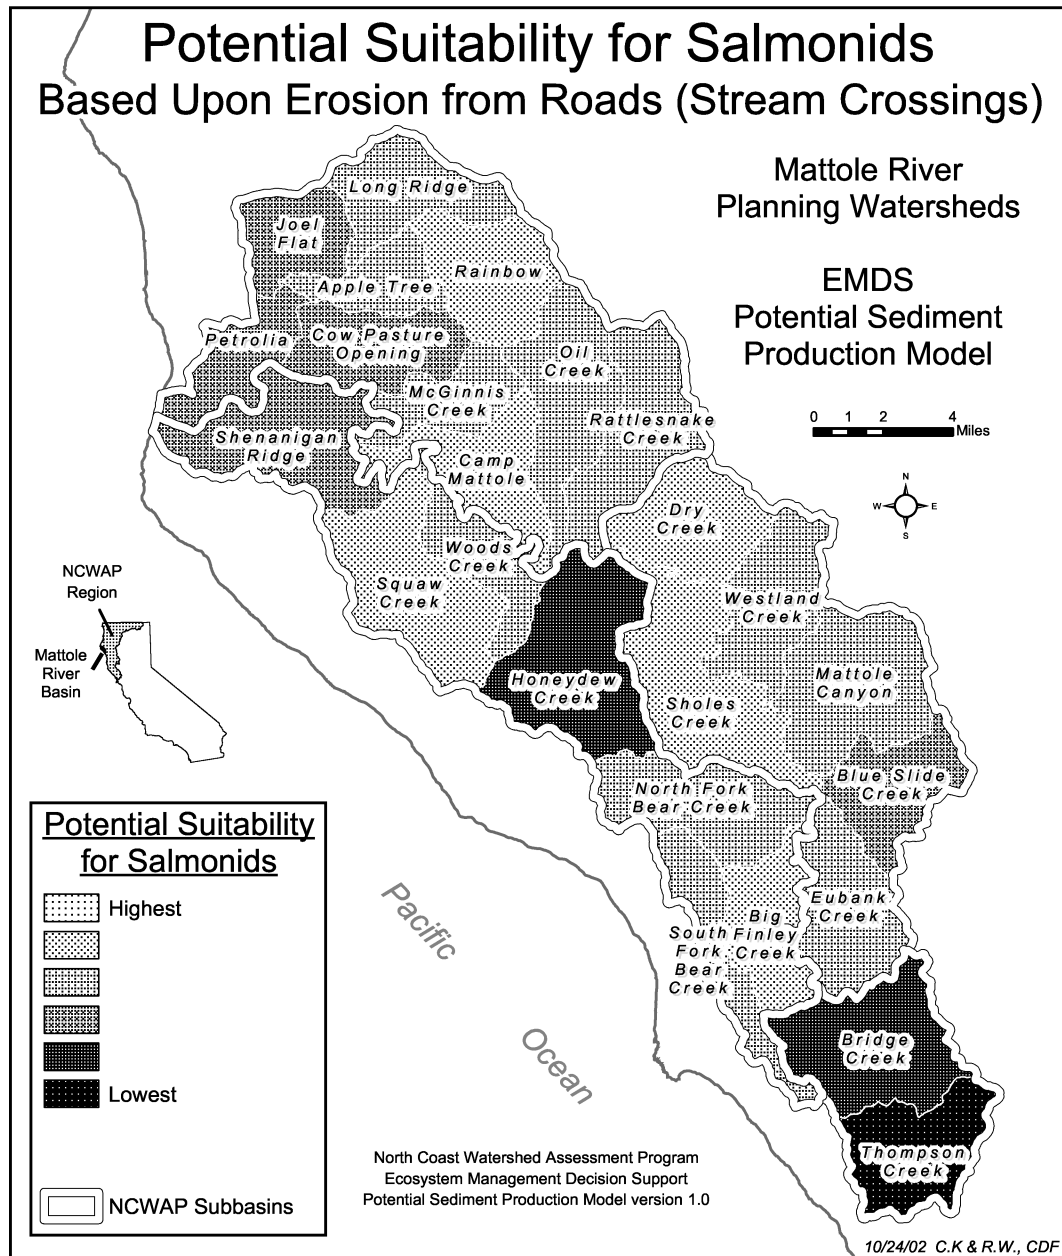 Potential Suitability for Salmonids
Based Upon Erosion from Roads (Stream Crossings)
Mattole River
Planning Watersheds
EMDS
Potential Sediment
Production Model
0 1 2 4
Miles
N
W E
S
Long Ridge
Joel
Flat
Rainbow
Apple Tree
Petrolia
Cow Pasture
Opening
Oil
Creek
McGinnis
Creek
Rattlesnake
Creek
Shenanigan
Ridge
Camp
Mattole
Dry
Creek
Woods
Creek
Squaw
Creek
Westland
Creek
Honeydew
Creek
Mattole
Canyon
Sholes
Creek
Blue Slide
Creek
North Fork
Bear Creek
Eubank
Creek
Big
Finley
Creek
South
Fork
Bear
Creek
Bridge
Creek
Thompson
Creek
NCWAP
Region
Mattole
River
Basin
Pacific
Ocean
Potential Suitability
for Salmonids
Highest
Lowest
NCWAP Subbasins
North Coast Watershed Assessment Program
Ecosystem Management Decision Support
Potential Sediment Production Model version 1.0
10/24/02 C.K & R.W., CDF